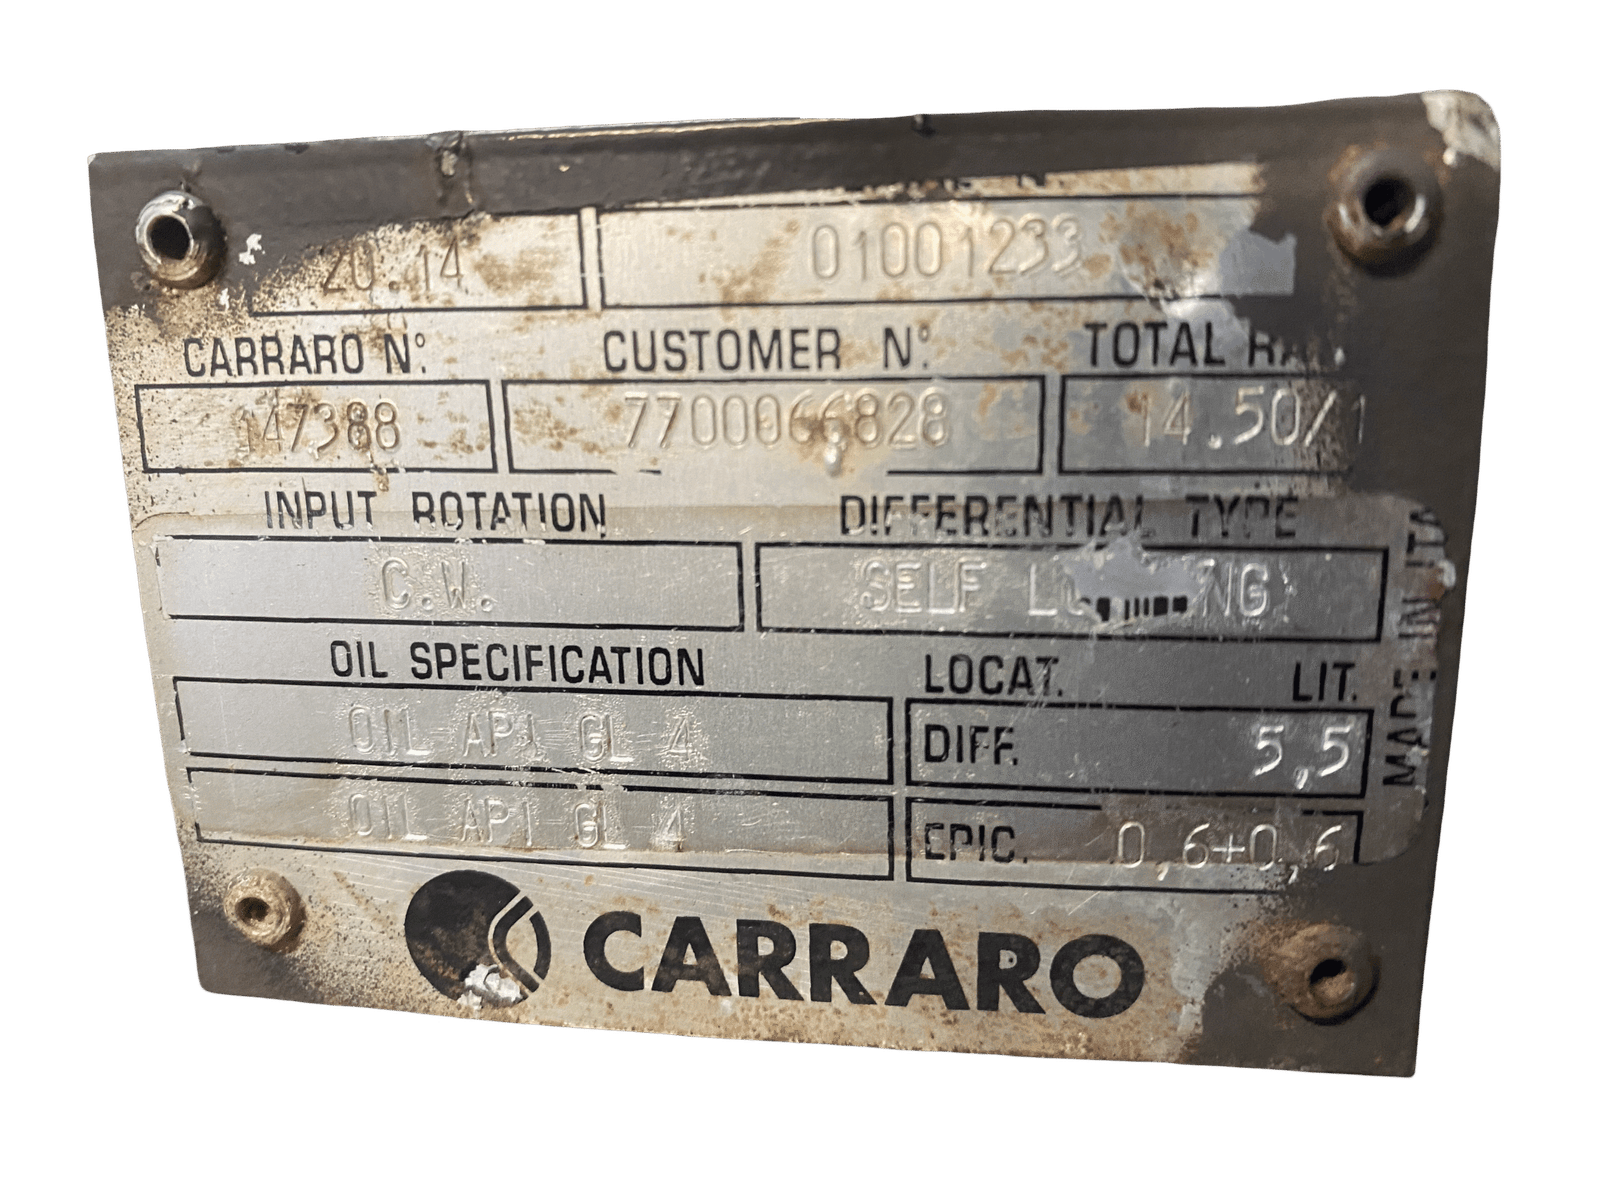 20.14 01001233
CARRARO N° CUSTOMER N° TOTAL
147388 7700066828 14.50/1
INPUT ROTATION DIFFERENTIAL TYPE
C.W. SELF
OIL SPECIFICATION LOCAT. LIT.
OIL API GL 4 DIFF. 5,5
OIL API GL 4 EPIC. 0,6+0,6
MADE IN
CARRARO